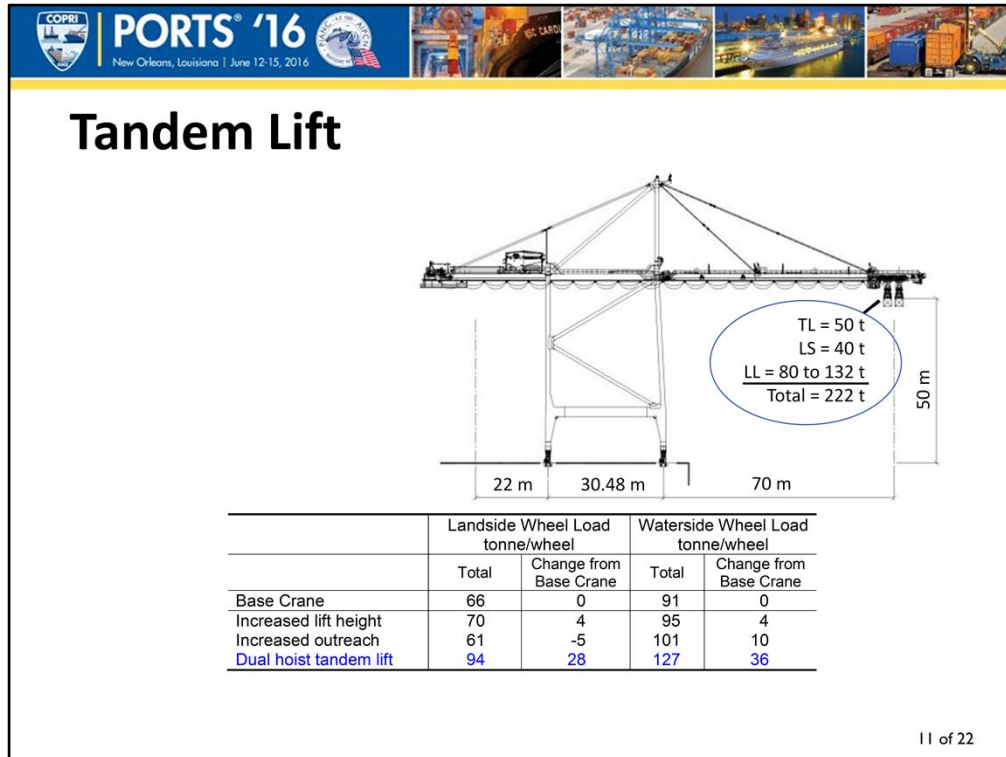 COPRI
PORTS® '16
New Orleans, Louisiana | June 12-15, 2016
Tandem Lift
TL = 50 t
LS = 40 t
LL = 80 to 132 t
Total = 222 t
50 m
22 m 30.48 m 70 m
Landside Wheel Load tonne/wheel Waterside Wheel Load tonne/wheel
Total Change from Base Crane Total Change from Base Crane
Base Crane 66 0 91 0
Increased lift height 70 4 95 4
Increased outreach 61 -5 101 10
Dual hoist tandem lift 94 28 127 36
11 of 22